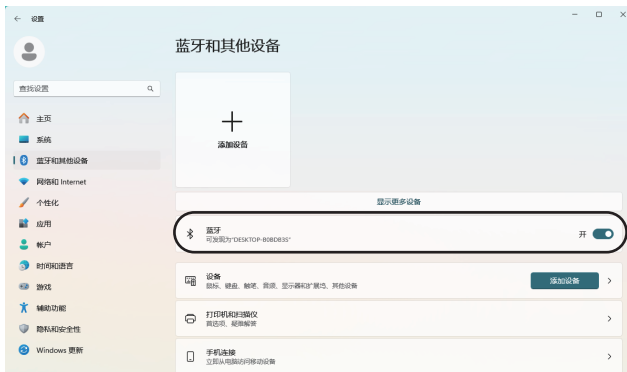 设置
蓝牙和其他设备
查找设置
添加设备
主页
系统
蓝牙和其他设备
网络和 Internet
个性化
应用
帐户
时间和语言
游戏
辅助功能
隐私和安全性
Windows 更新
显示更多设备
蓝牙
可发现为"DESKTOP-B0BDB3S"
开
设备
鼠标、键盘、触笔、音频、显示器和扩展坞、其他设备
添加设备
打印机和扫描仪
首选项、疑难解答
手机连接
立即从电脑访问移动设备